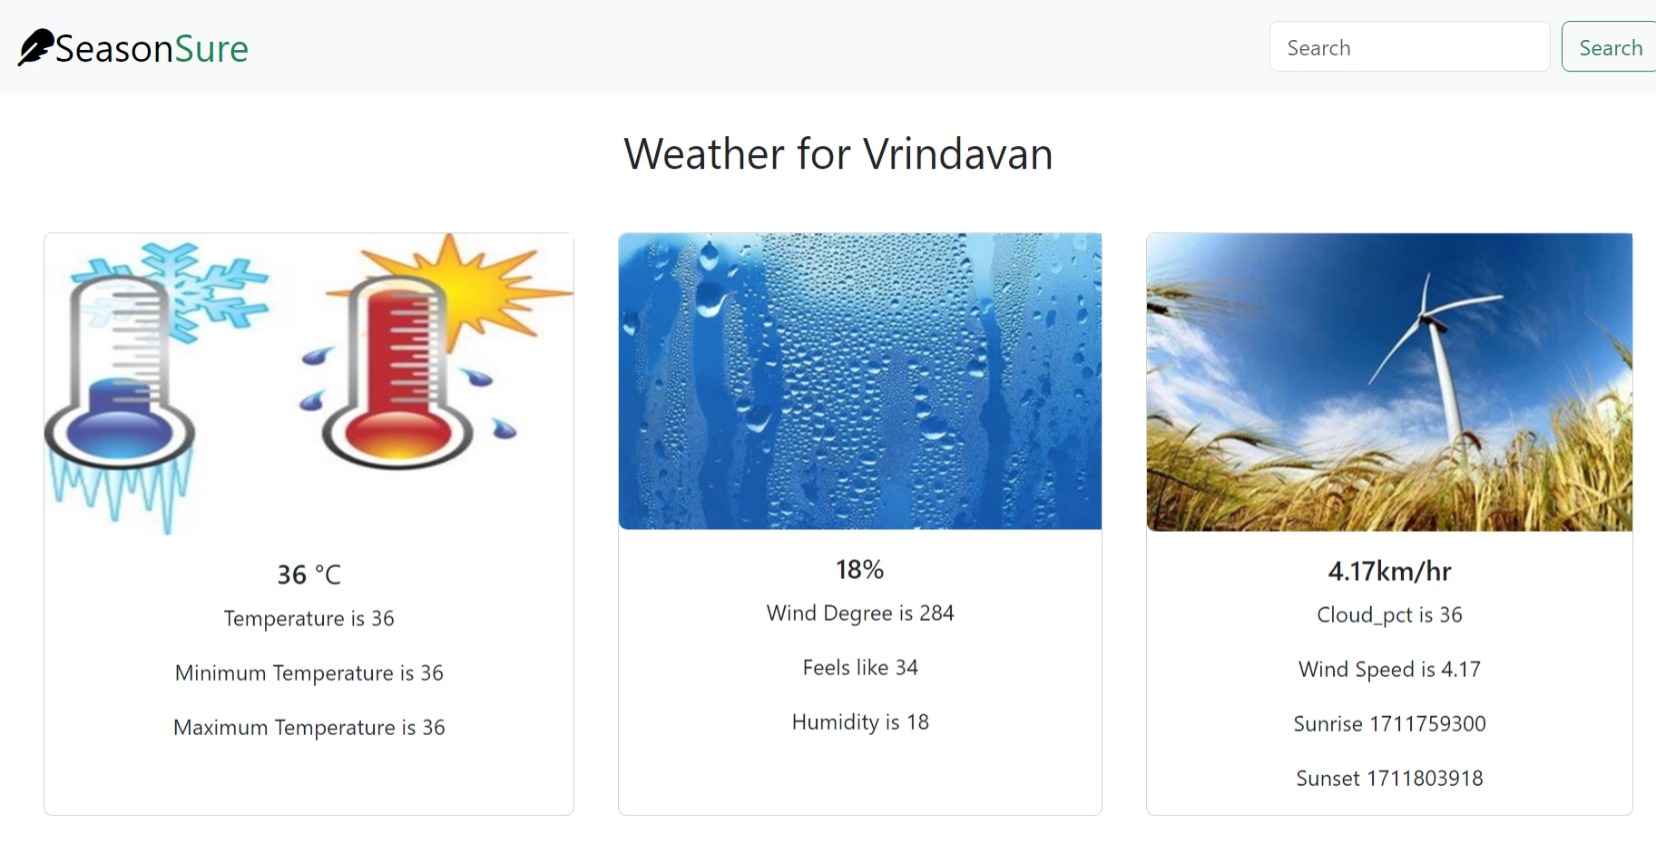 SeasonSure
Search
Search
Weather for Vrindavan
36 °C
Temperature is 36
Minimum Temperature is 36
Maximum Temperature is 36
18%
Wind Degree is 284
Feels like 34
Humidity is 18
4.17km/hr
Cloud_pct is 36
Wind Speed is 4.17
Sunrise 1711759300
Sunset 1711803918